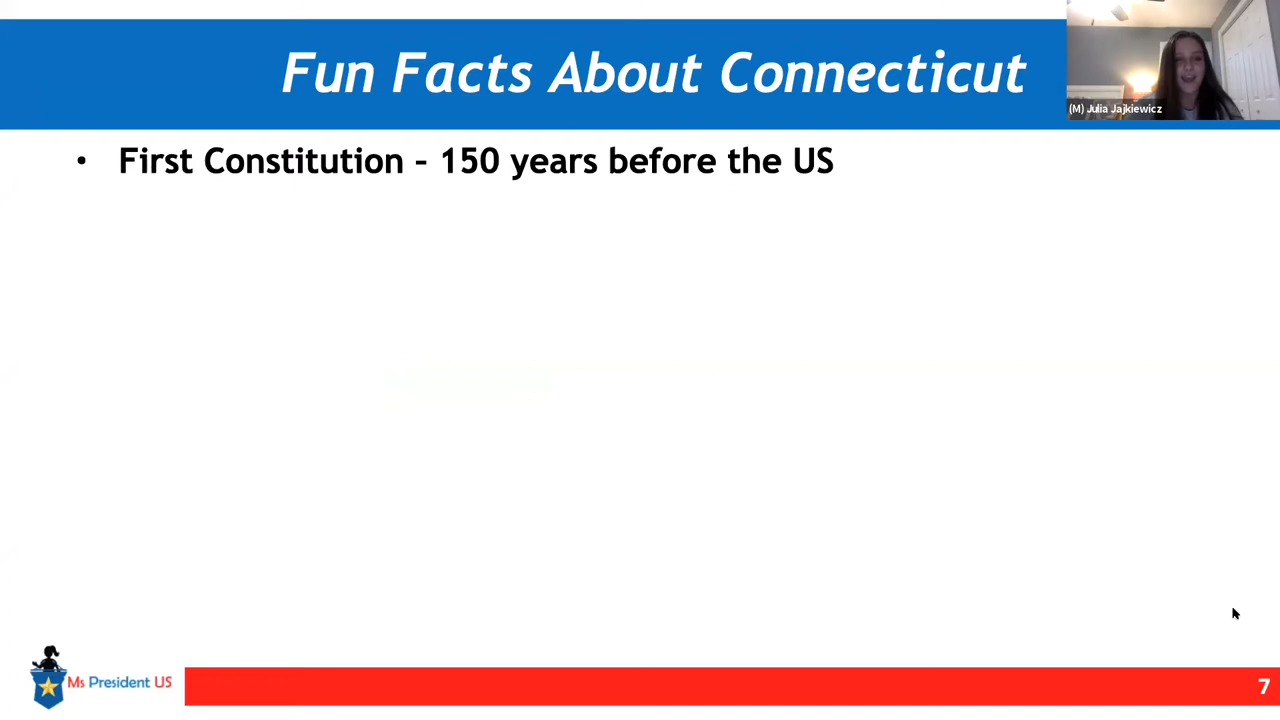 Fun Facts About Connecticut
(M) Julia Jajkiewicz
• First Constitution – 150 years before the US
Ms President US
7